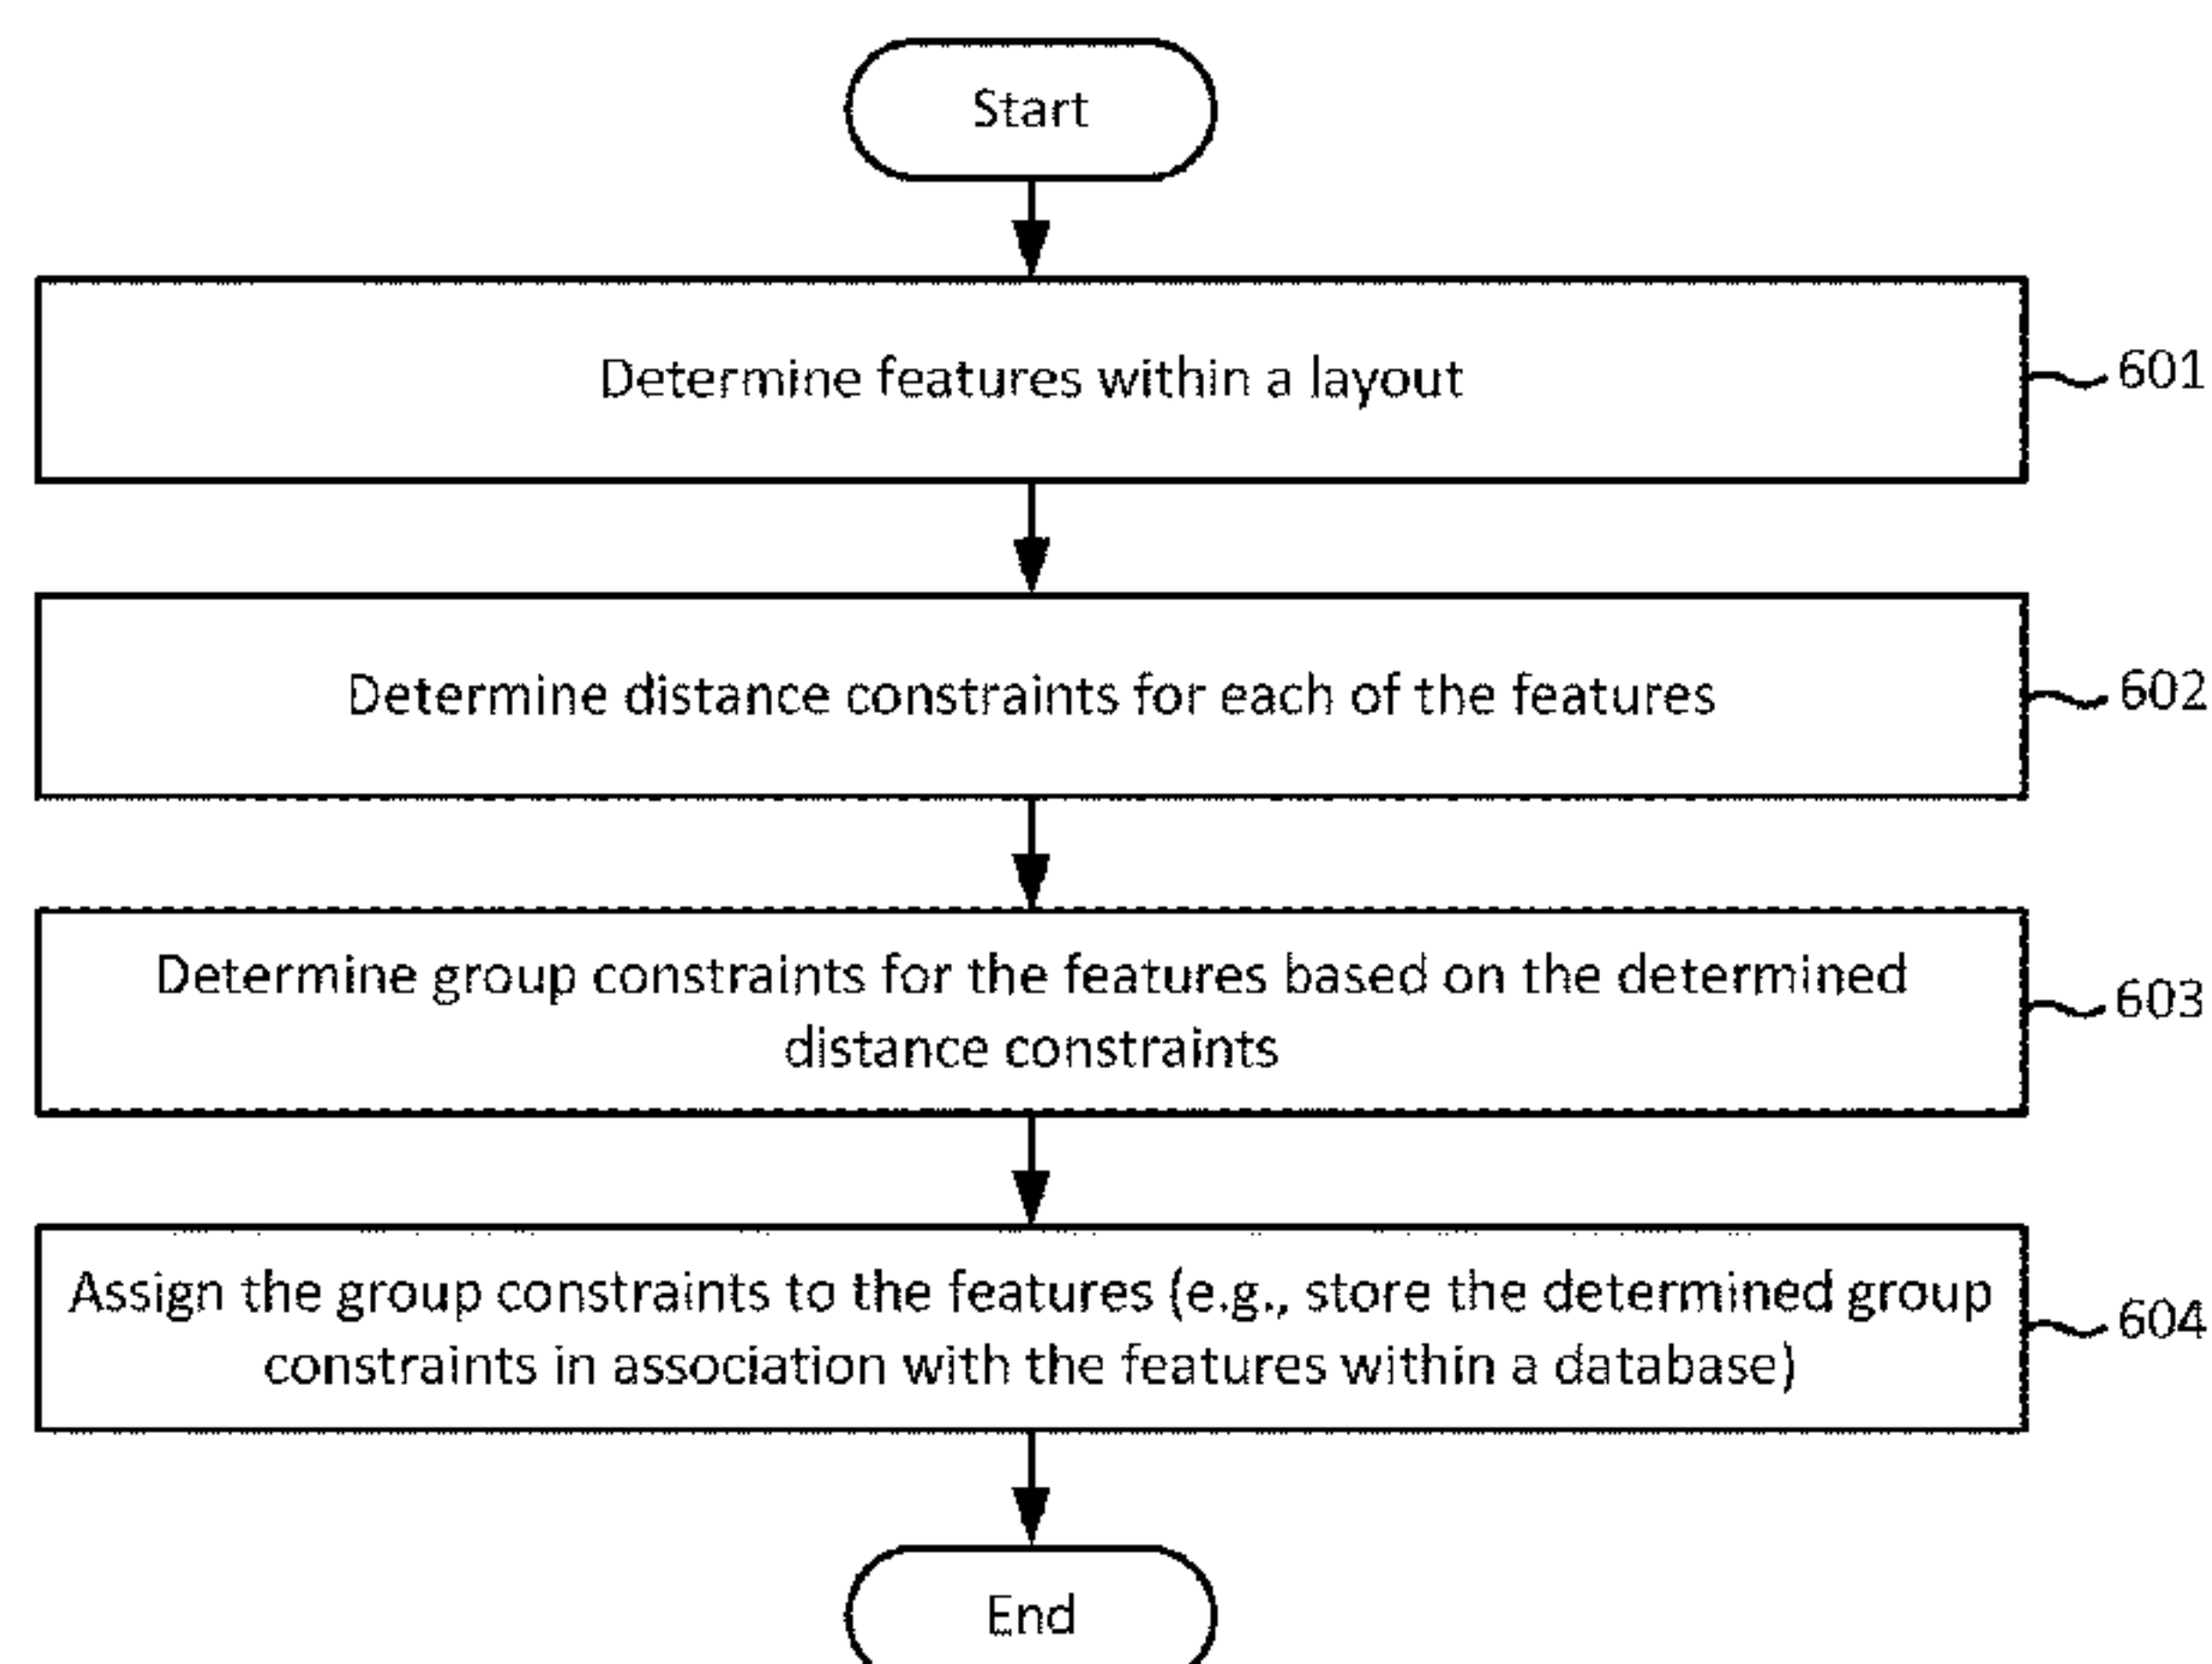 Start
Determine features within a layout
601
Determine distance constraints for each of the features
602
Determine group constraints for the features based on the determined
distance constraints
603
Assign the group constraints to the features (e.g., store the determined group
constraints in association with the features within a database)
604
End